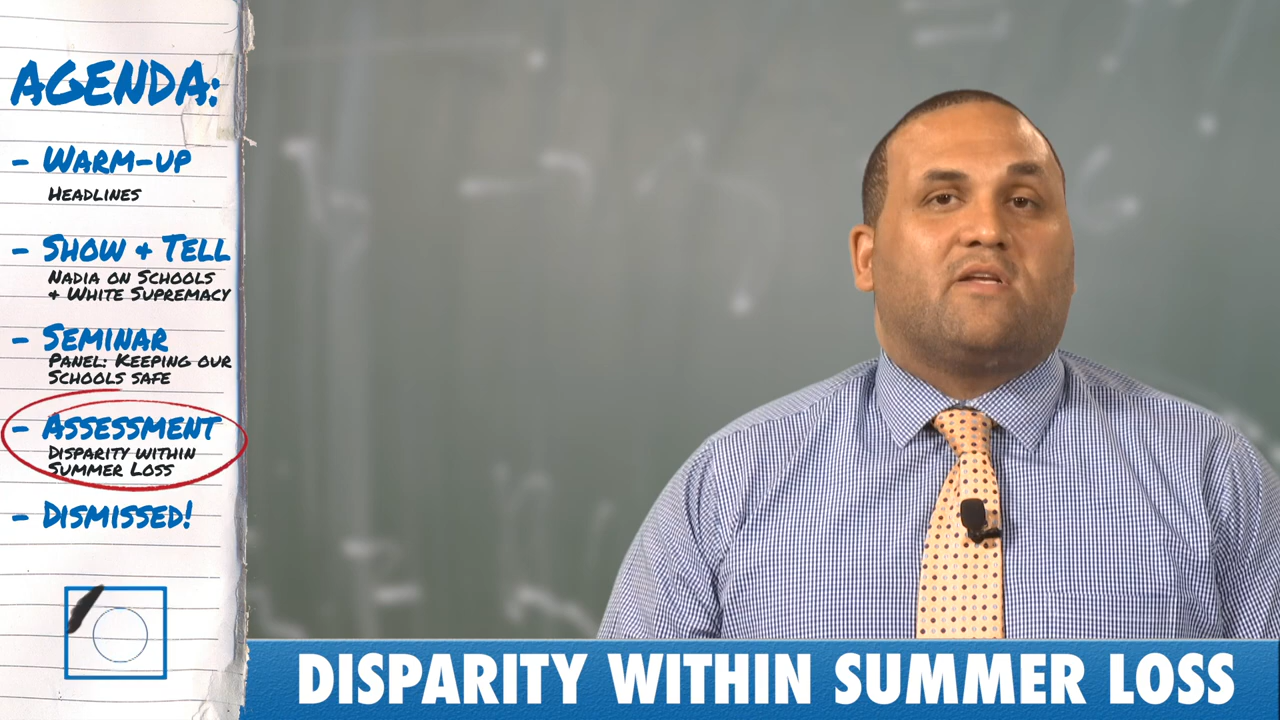 AGENDA:
- WARM-UP
HEADLINES
- SHOW + TELL
NADIA ON SCHOOLS
+ WHITE SUPREMACY
- SEMINAR
PANEL: KEEPING OUR
SCHOOLS SAFE
- ASSESSMENT
DISPARITY WITHIN
SUMMER LOSS
- DISMISSED!
DISPARITY WITHIN SUMMER LOSS